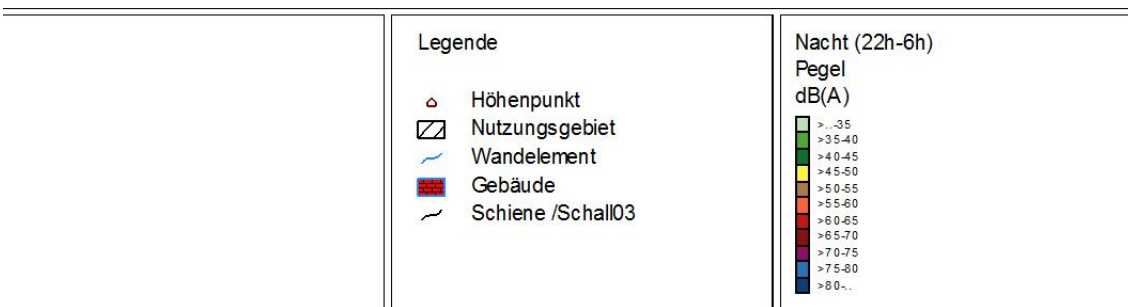 Legende
Höhenpunkt
Nutzungsgebiet
Wandelement
Gebäude
Schiene /Schall03
Nacht (22h-6h)
Pegel
dB(A)
>..-35
>35-40
>40-45
>45-50
>50-55
>55-60
>60-65
>65-70
>70-75
>75-80
>80-..